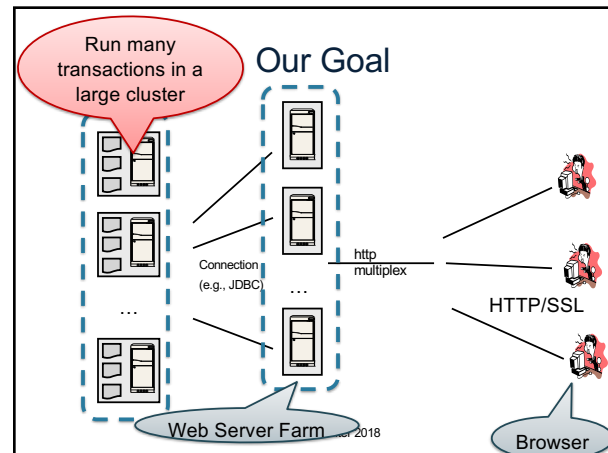 Run many
transactions in a
large cluster
Our Goal
Connection
(e.g., JDBC)
http
multiplex
...
...
HTTP/SSL
Web Server Farm
2018
Browser